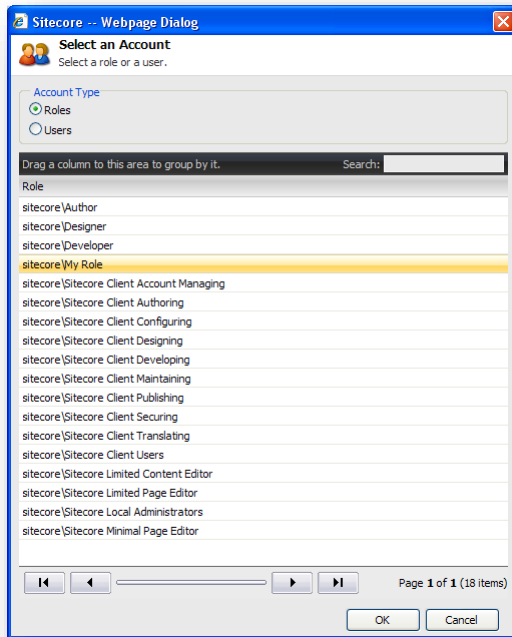 Sitecore -- Webpage Dialog
Select an Account
Select a role or a user.
Account Type
Roles
Users
Drag a column to this area to group by it. Search:
Role
sitecore\Author
sitecore\Designer
sitecore\Developer
sitecore\My Role
sitecore\Sitecore Client Account Managing
sitecore\Sitecore Client Authoring
sitecore\Sitecore Client Configuring
sitecore\Sitecore Client Designing
sitecore\Sitecore Client Developing
sitecore\Sitecore Client Maintaining
sitecore\Sitecore Client Publishing
sitecore\Sitecore Client Securing
sitecore\Sitecore Client Translating
sitecore\Sitecore Client Users
sitecore\Sitecore Limited Content Editor
sitecore\Sitecore Limited Page Editor
sitecore\Sitecore Local Administrators
sitecore\Sitecore Minimal Page Editor
Page 1 of 1 (18 items)
OK Cancel